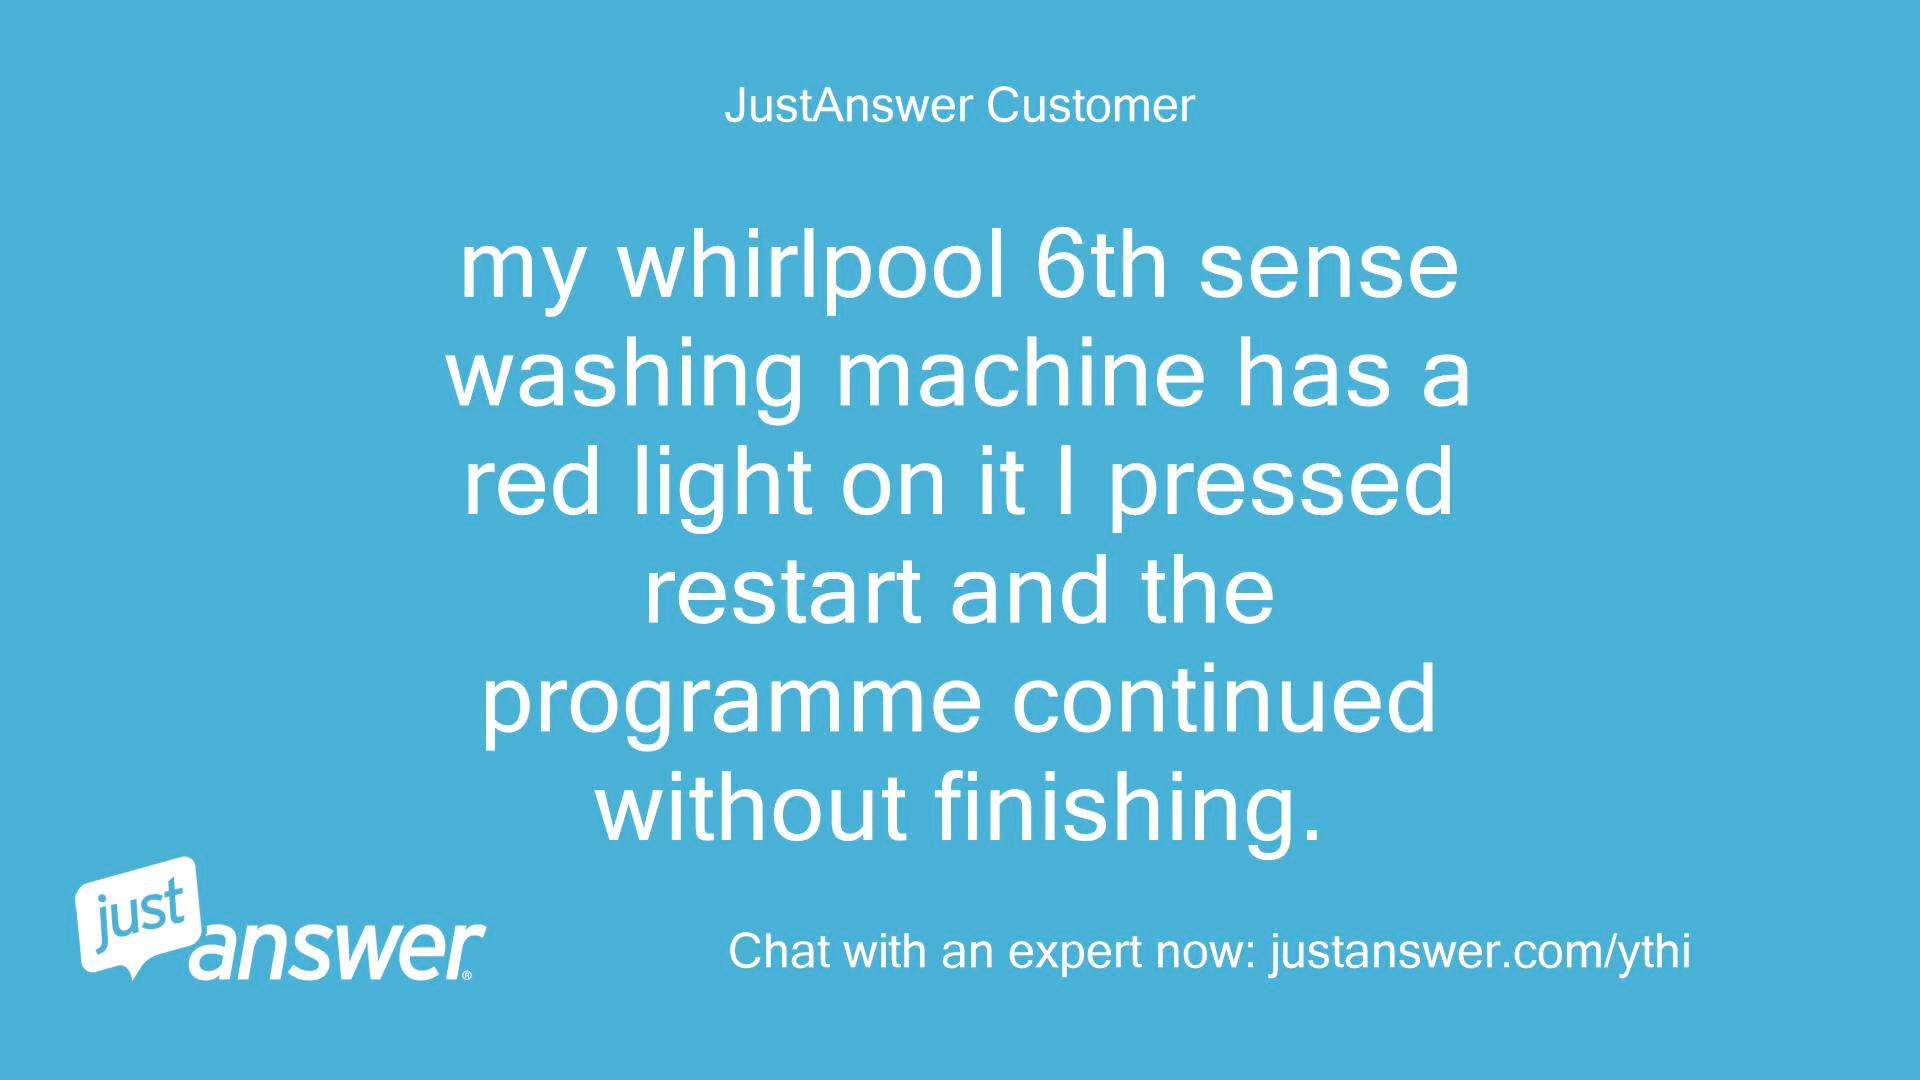 JustAnswer Customer
my whirlpool 6th sense
washing machine has a
red light on it I pressed
restart and the
programme continued
without finishing.
just
answer®
Chat with an expert now: justanswer.com/ythi